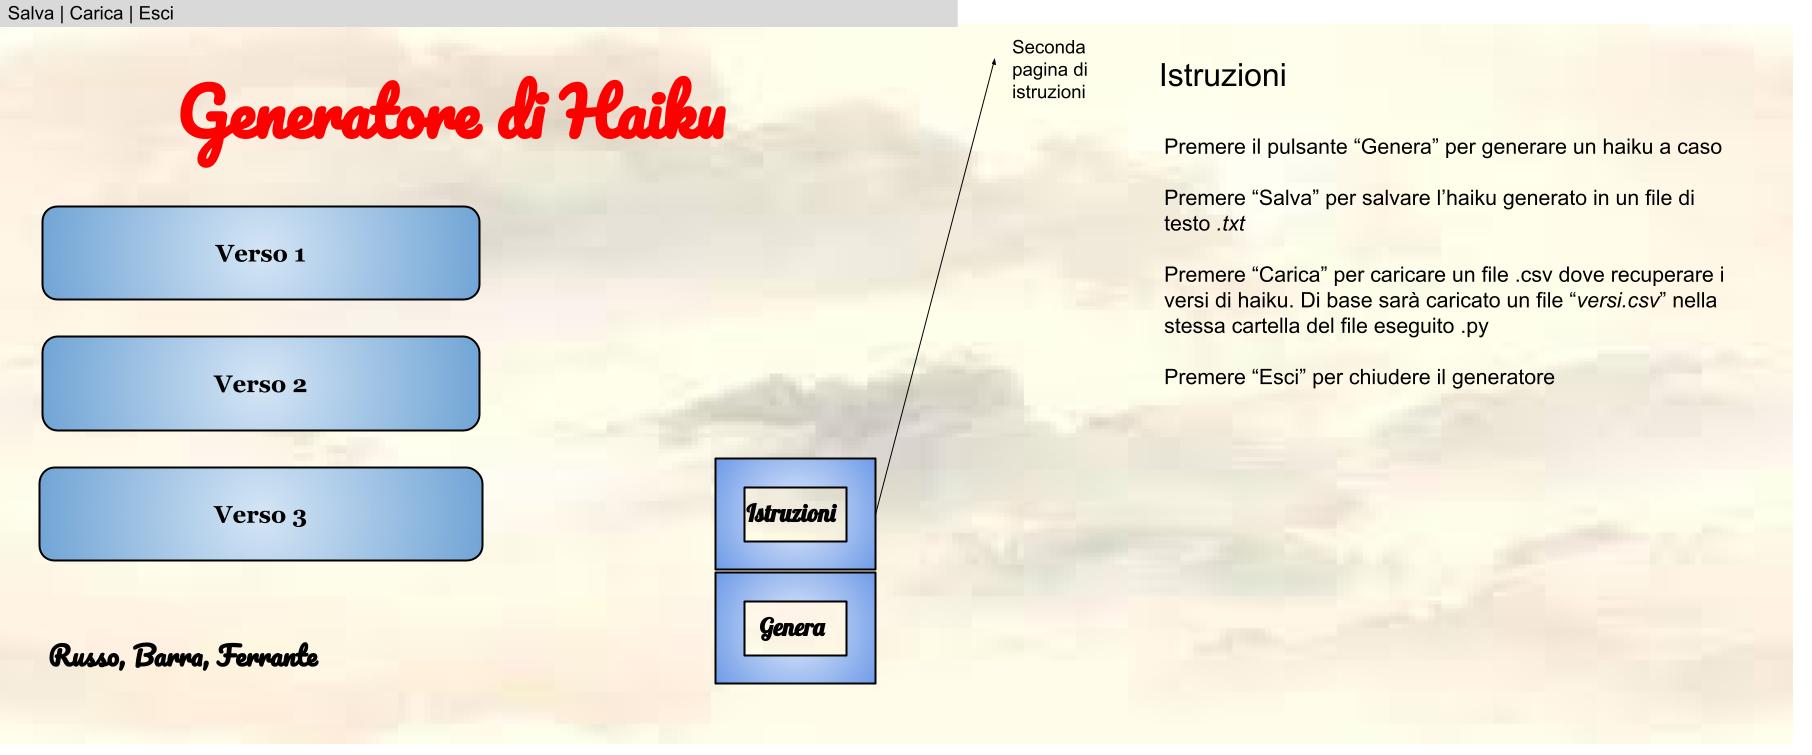 Salva | Carica | Esci
Generatore di Haiku
Verso 1
Verso 2
Verso 3
Russo, Barra, Ferrante
Istruzioni
Genera
Seconda
pagina di
istruzioni
Istruzioni
Premere il pulsante “Genera” per generare un haiku a caso
Premere “Salva” per salvare l’haiku generato in un file di
testo .txt
Premere “Carica” per caricare un file .csv dove recuperare i
versi di haiku. Di base sarà caricato un file “versi.csv” nella
stessa cartella del file eseguito .py
Premere “Esci” per chiudere il generatore